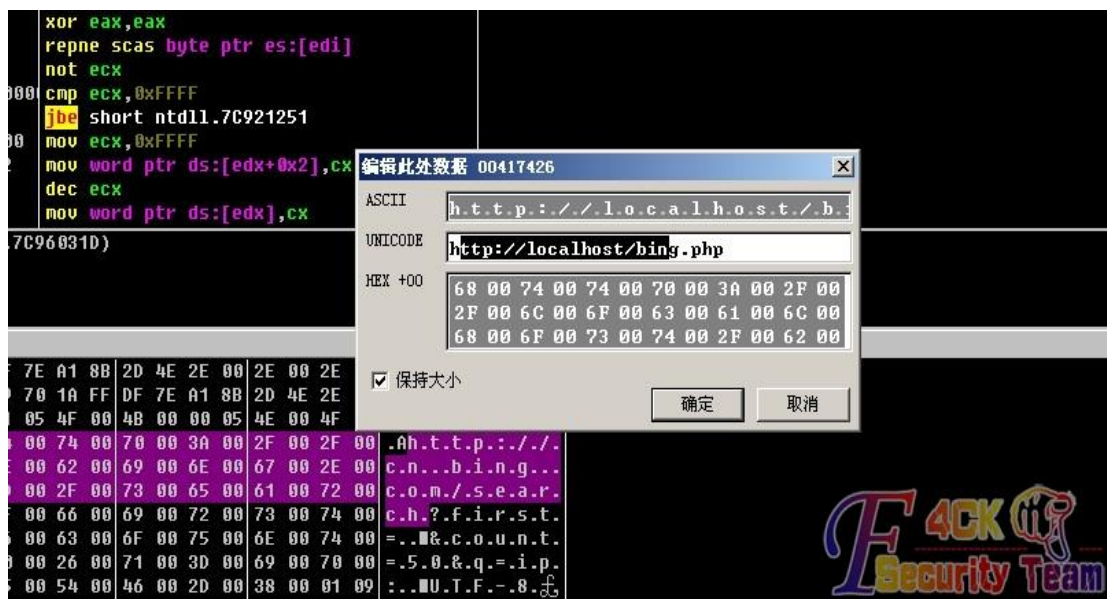 xor eax,eax
repne scas byte ptr es:[edi]
not ecx
cmp ecx,0xFFFF
jbe short ntdll.7C921251
mov ecx,0xFFFF
mov word ptr ds:[edx+0x2],cx
dec ecx
mov word ptr ds:[edx],cx
.7C96031D)
编辑此处数据 00417426
ASCII
h.t.t.p.:././.l.o.c.a.l.h.o.s.t./.b.
UNICODE
http://localhost/bing.php
HEX +00
68 00 74 00 74 00 70 00 3A 00 2F 00
2F 00 6C 00 6F 00 63 00 61 00 6C 00
68 00 6F 00 73 00 74 00 2F 00 62 00
保持大小
确定
取消
7E A1 8B 2D 4E 2E 00 2E 00 2E
70 1A FF DF 7E A1 8B 2D 4E 2E
05 4F 00 4B 00 00 05 4E 00 4F
00 74 00 70 00 3A 00 2F 00 2F 00 .Ah.t.t.p.:././.
00 62 00 69 00 6E 00 67 00 2E 00 c.n...b.i.n.g...
00 2F 00 73 00 65 00 61 00 72 00 c.o.m./.s.e.a.r.
00 66 00 69 00 72 00 73 00 74 00 c.h.?.f.i.r.s.t.
00 63 00 6F 00 75 00 6E 00 74 00 =..■&.c.o.u.n.t.
00 26 00 71 00 3D 00 69 00 70 00 =.5.0.&.q.=.i.p.
00 54 00 46 00 2D 00 38 00 01 09 :..■U.T.F.-.8.
F4CK
Security Team